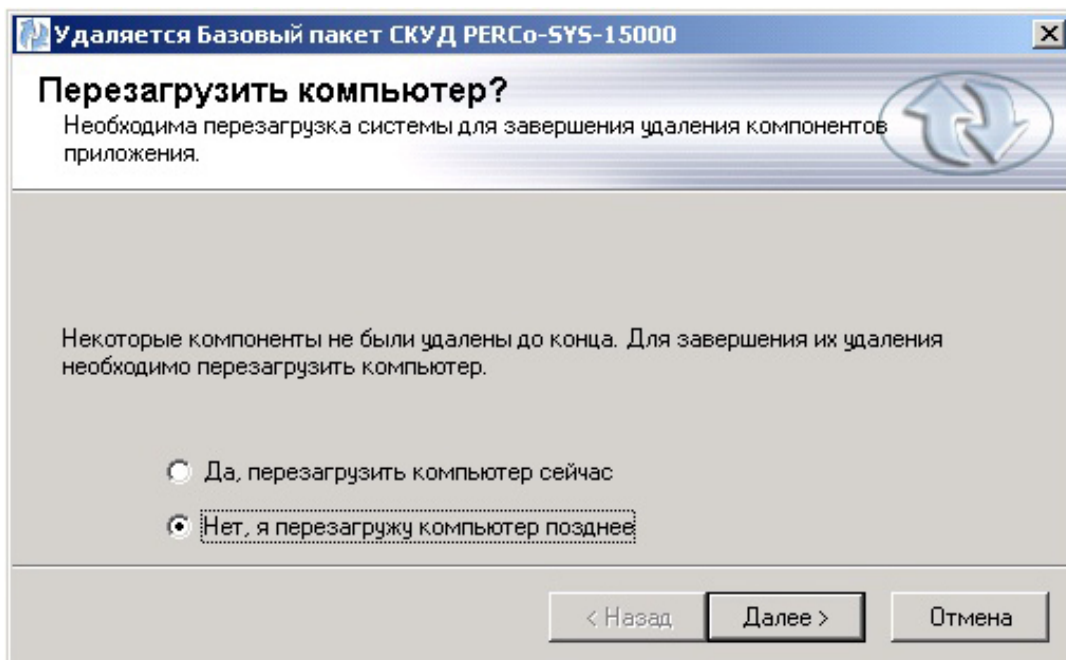 Удаляется Базовый пакет СКУД PERCo-SYS-15000
Перезагрузить компьютер?
Необходима перезагрузка системы для завершения удаления компонентов
приложения.
Некоторые компоненты не были удалены до конца. Для завершения их удаления
необходимо перезагрузить компьютер.
Да, перезагрузить компьютер сейчас
Нет, я перезагружу компьютер позднее
< Назад
Далее >
Отмена